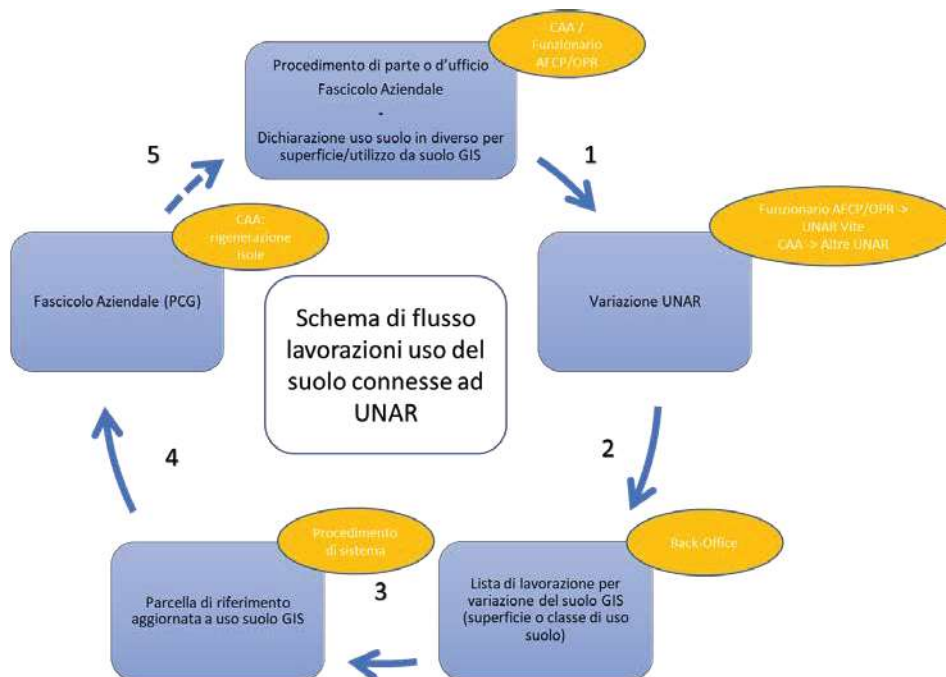 CAA /
Funzionario
AFCP/OPR
Procedimento di parte o d'ufficio
Fascicolo Aziendale
-
Dichiarazione uso suolo in diverso per
superficie/utilizzo da suolo GIS
5
1
CAA:
rigenerazione
isole
Funzionario AFCP/OPR ->
UNAR Vite
CAA -> Altre UNAR
Fascicolo Aziendale (PCG)
Variazione UNAR
Schema di flusso
lavorazioni uso del
suolo connesse ad
UNAR
4
2
Procedimento
di sistema
Back-Office
Parcella di riferimento
aggiornata a uso suolo GIS
3
Lista di lavorazione per
variazione del suolo GIS
(superficie o classe di uso
suolo)